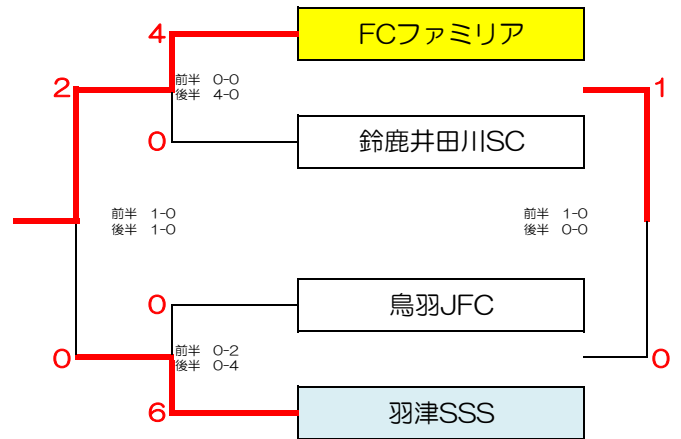 4
FCファミリア
2
前半 0-0
後半 4-0
1
0
鈴鹿井田川SC
前半 1-0
後半 1-0
前半 1-0
後半 0-0
0
鳥羽JFC
0
前半 0-2
後半 0-4
0
6
羽津SSS